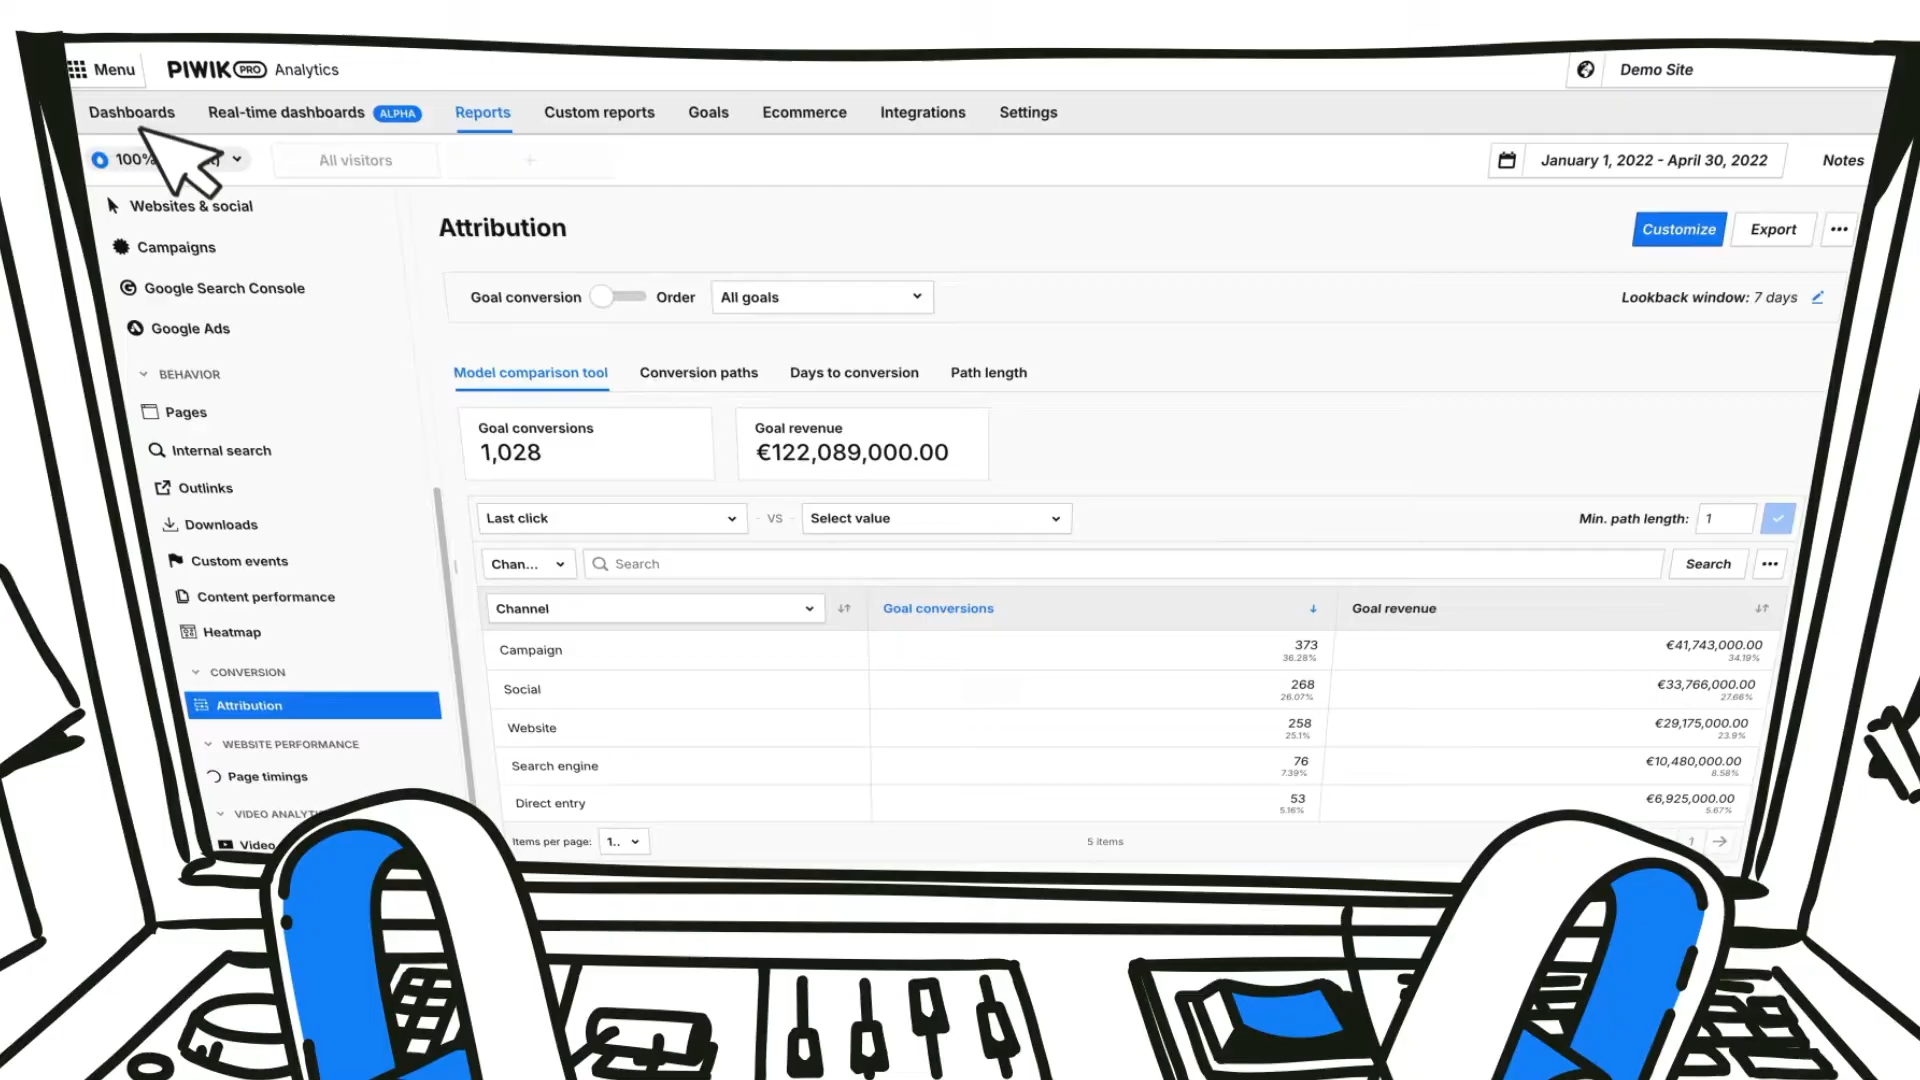 Menu PIWIK PRO Analytics Demo Site
Dashboards Real-time dashboards ALPHA Reports Custom reports Goals Ecommerce Integrations Settings
100% All visitors + January 1, 2022 - April 30, 2022 Notes
Websites & social
Campaigns
Google Search Console
Google Ads
BEHAVIOR
Pages
Internal search
Outlinks
Downloads
Custom events
Content performance
Heatmap
CONVERSION
Attribution
WEBSITE PERFORMANCE
Page timings
Video
Attribution
Customize Export
Goal conversion Order All goals Lookback window: 7 days
Model comparison tool Conversion paths Days to conversion Path length
Goal conversions Goal revenue
1,028 €122,089,000.00
Last click VS Select value Min. path length: 1
Chan... Search Search
Channel Goal conversions Goal revenue
Campaign 373 €41,743,000.00
36.28% 34.19%
Social 268 €33,766,000.00
26.07% 27.66%
Website 258 €29,175,000.00
25.1% 23.9%
Search engine 76 €10,480,000.00
7.39% 8.58%
Direct entry 53 €6,925,000.00
5.16% 5.67%
Items per page: 1.. 5 items 1